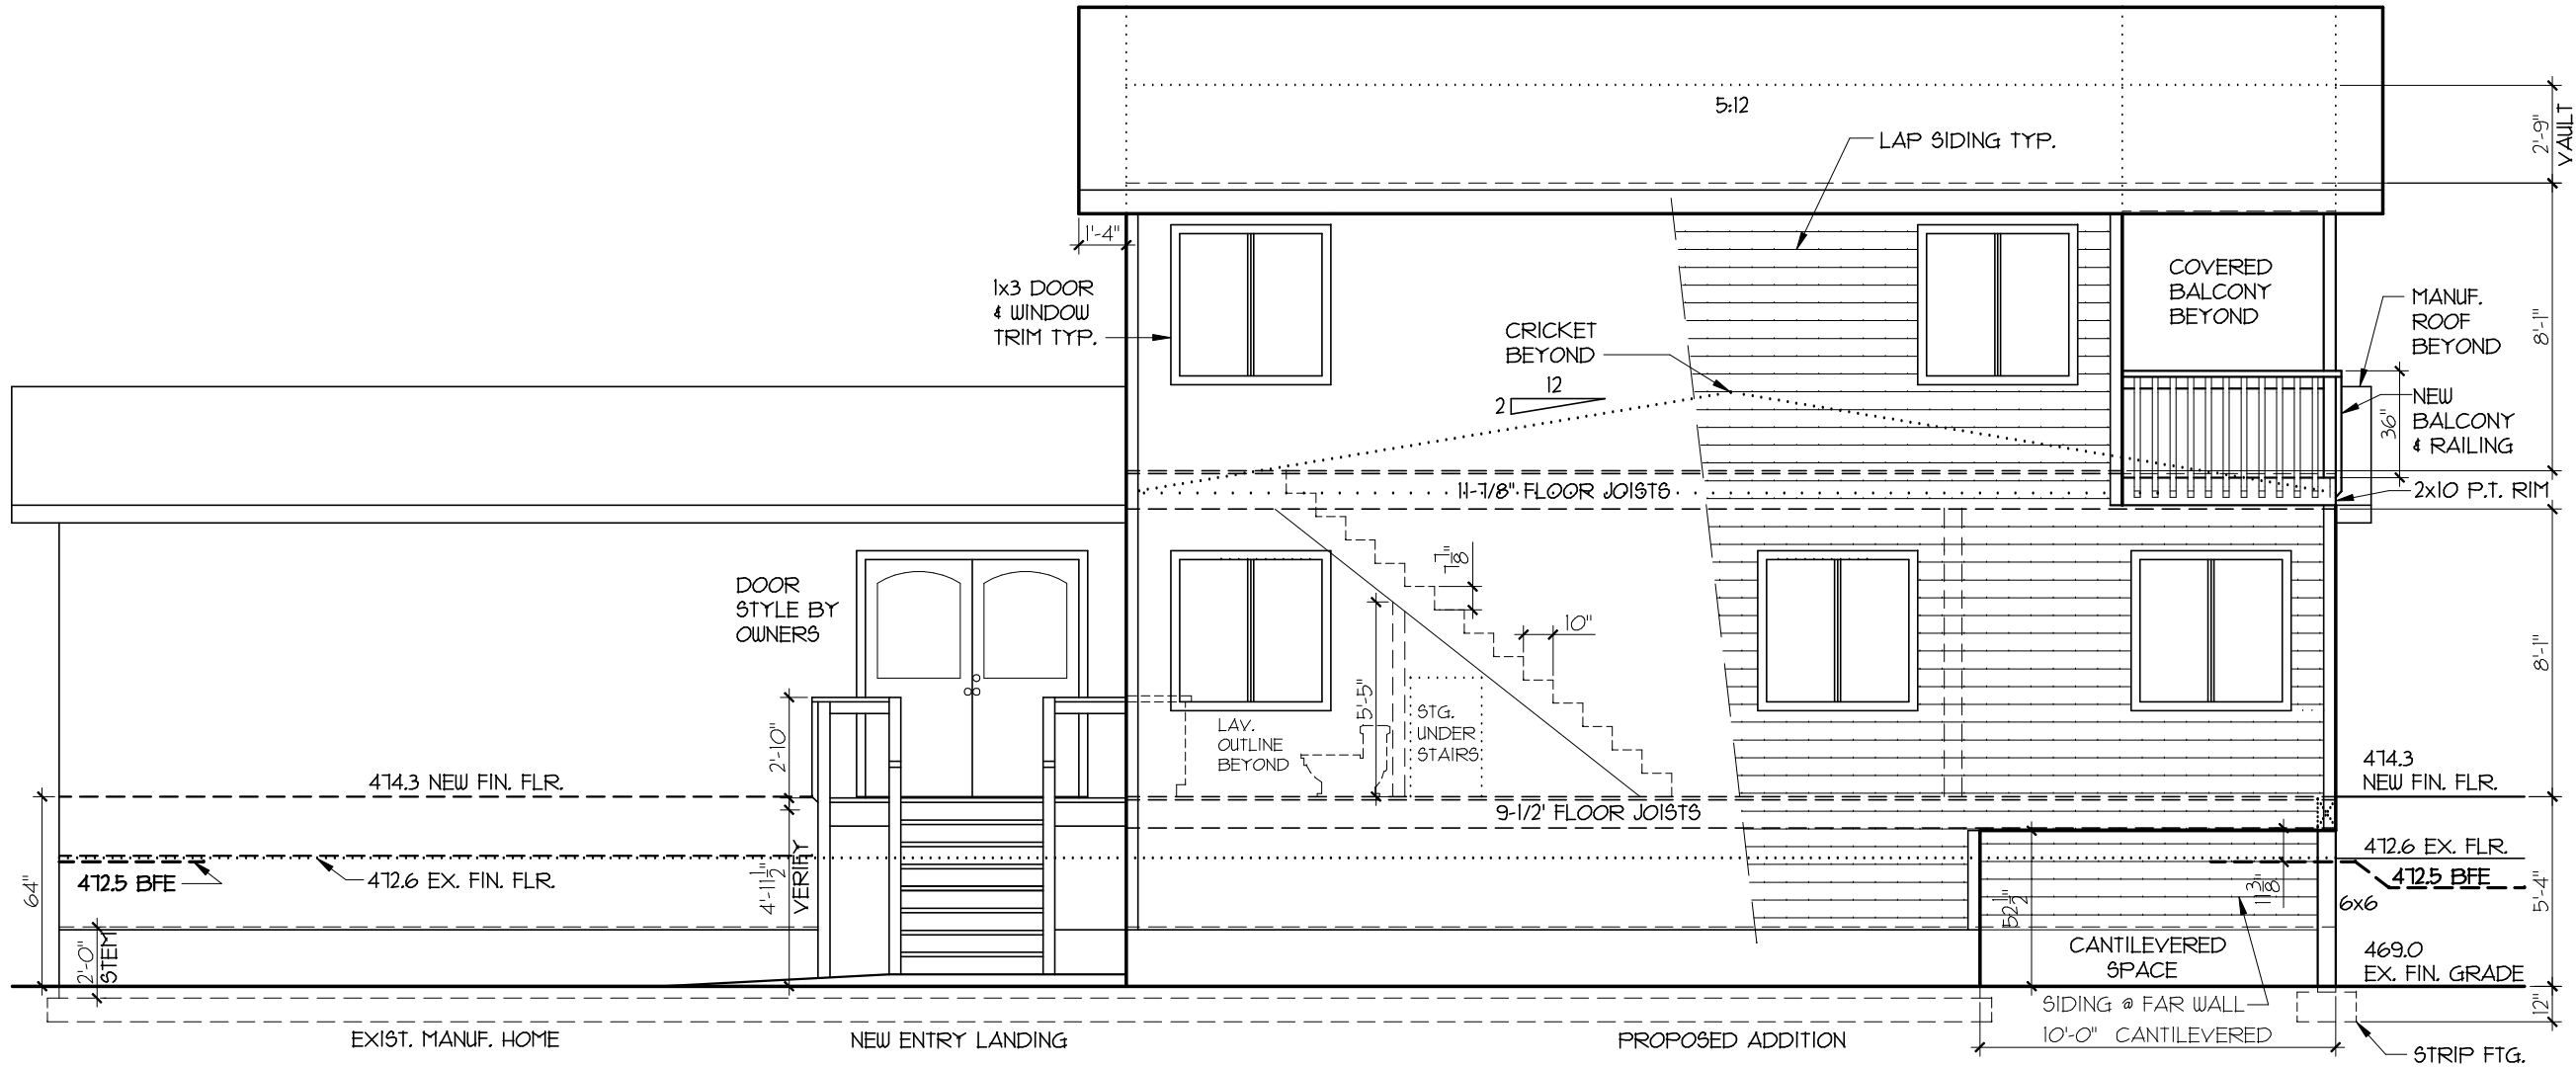 5:12
LAP SIDING TYP.
2'-9"
VAULT
1'-4"
1x3 DOOR
& WINDOW
TRIM TYP.
COVERED
BALCONY
BEYOND
MANUF.
ROOF
BEYOND
8'-1"
CRICKET
BEYOND
12
2
36"
NEW
BALCONY
& RAILING
11-7/8" FLOOR JOISTS
2x10 P.T. RIM
DOOR
STYLE BY
OWNERS
7"
18
10"
8'-1"
5'-5"
LAV.
OUTLINE
BEYOND
STG.
UNDER
STAIRS
2'-10"
474.3 NEW FIN. FLR.
474.3
NEW FIN. FLR.
9-1/2' FLOOR JOISTS
472.6 EX. FLR.
472.5 BFE
472.6 EX. FIN. FLR.
472.5 BFE
64"
4'-11 1/2"
VERIFY
52 1/2"
11 3/8"
6x6
5'-4"
2'-0"
STEM
CANTILEVERED
SPACE
469.0
EX. FIN. GRADE
SIDING @ FAR WALL
12"
10'-0" CANTILEVERED
EXIST. MANUF. HOME
NEW ENTRY LANDING
PROPOSED ADDITION
STRIP FTG.